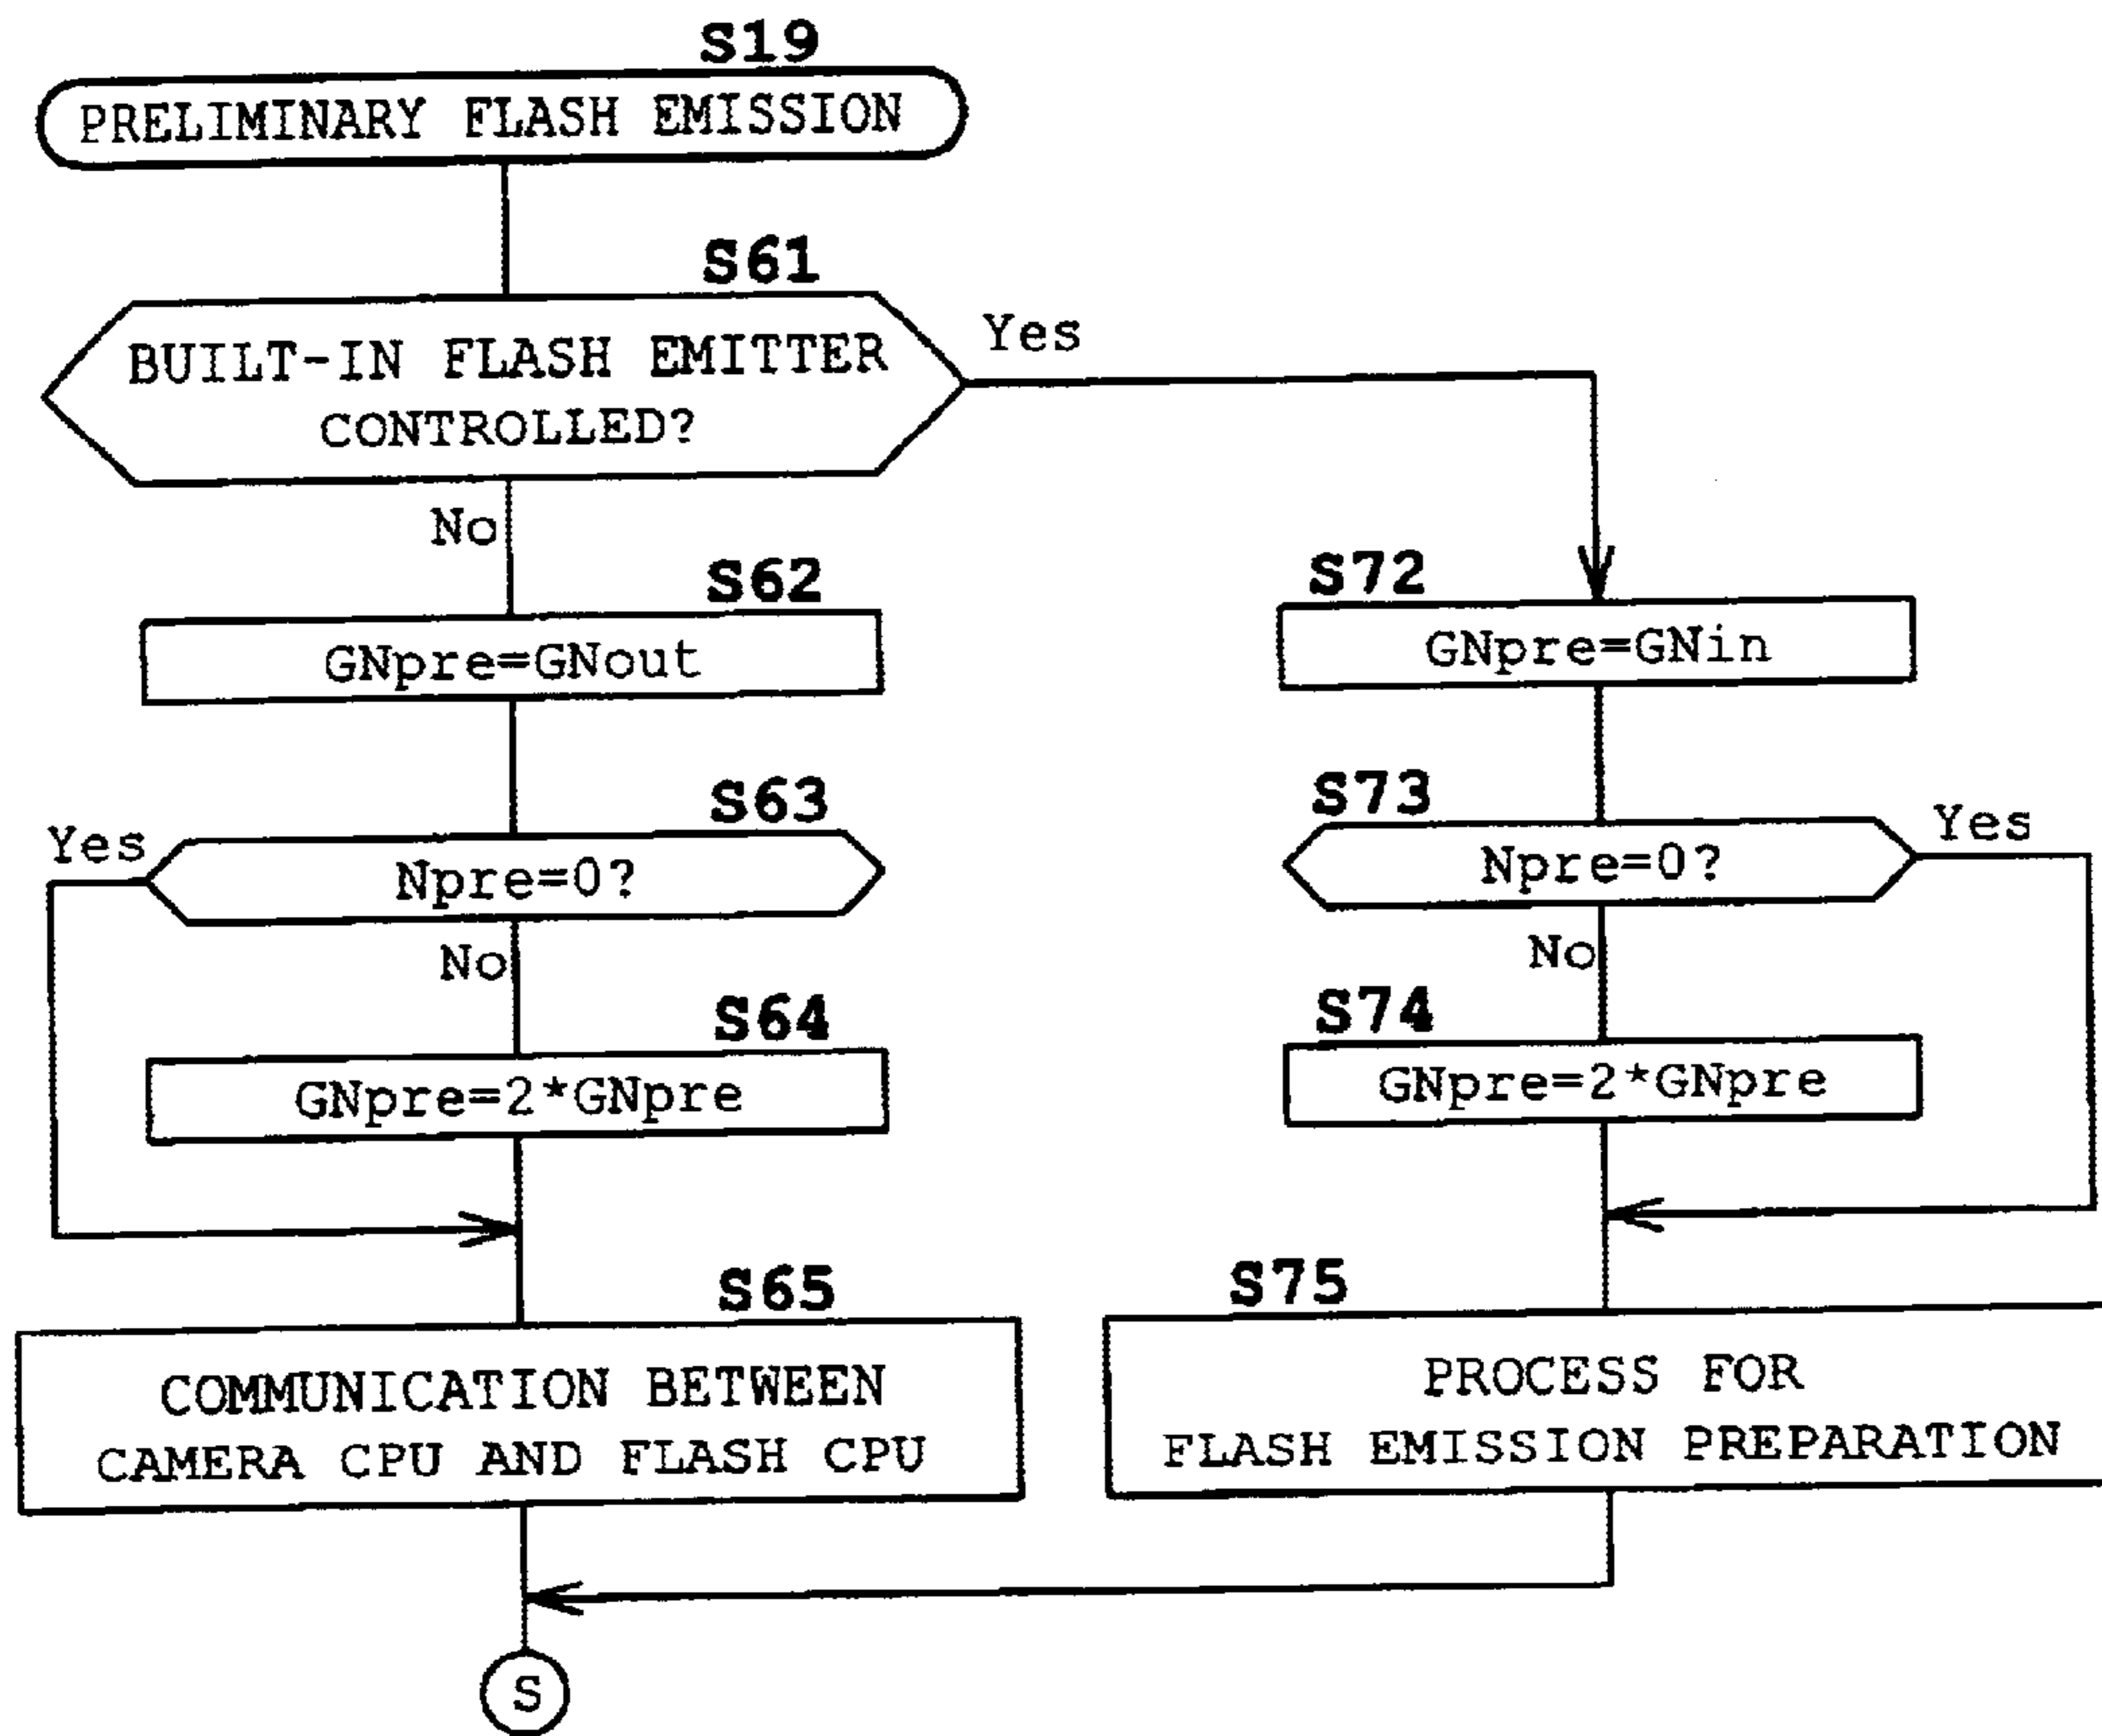 S19
PRELIMINARY FLASH EMISSION
S61
BUILT-IN FLASH EMITTER
CONTROLLED?
Yes
No
S62
GNpre=GNout
S63
Yes
Npre=0?
No
S64
GNpre=2*GNpre
S65
COMMUNICATION BETWEEN
CAMERA CPU AND FLASH CPU
S72
GNpre=GNin
S73
Npre=0?
Yes
No
S74
GNpre=2*GNpre
S75
PROCESS FOR
FLASH EMISSION PREPARATION
S